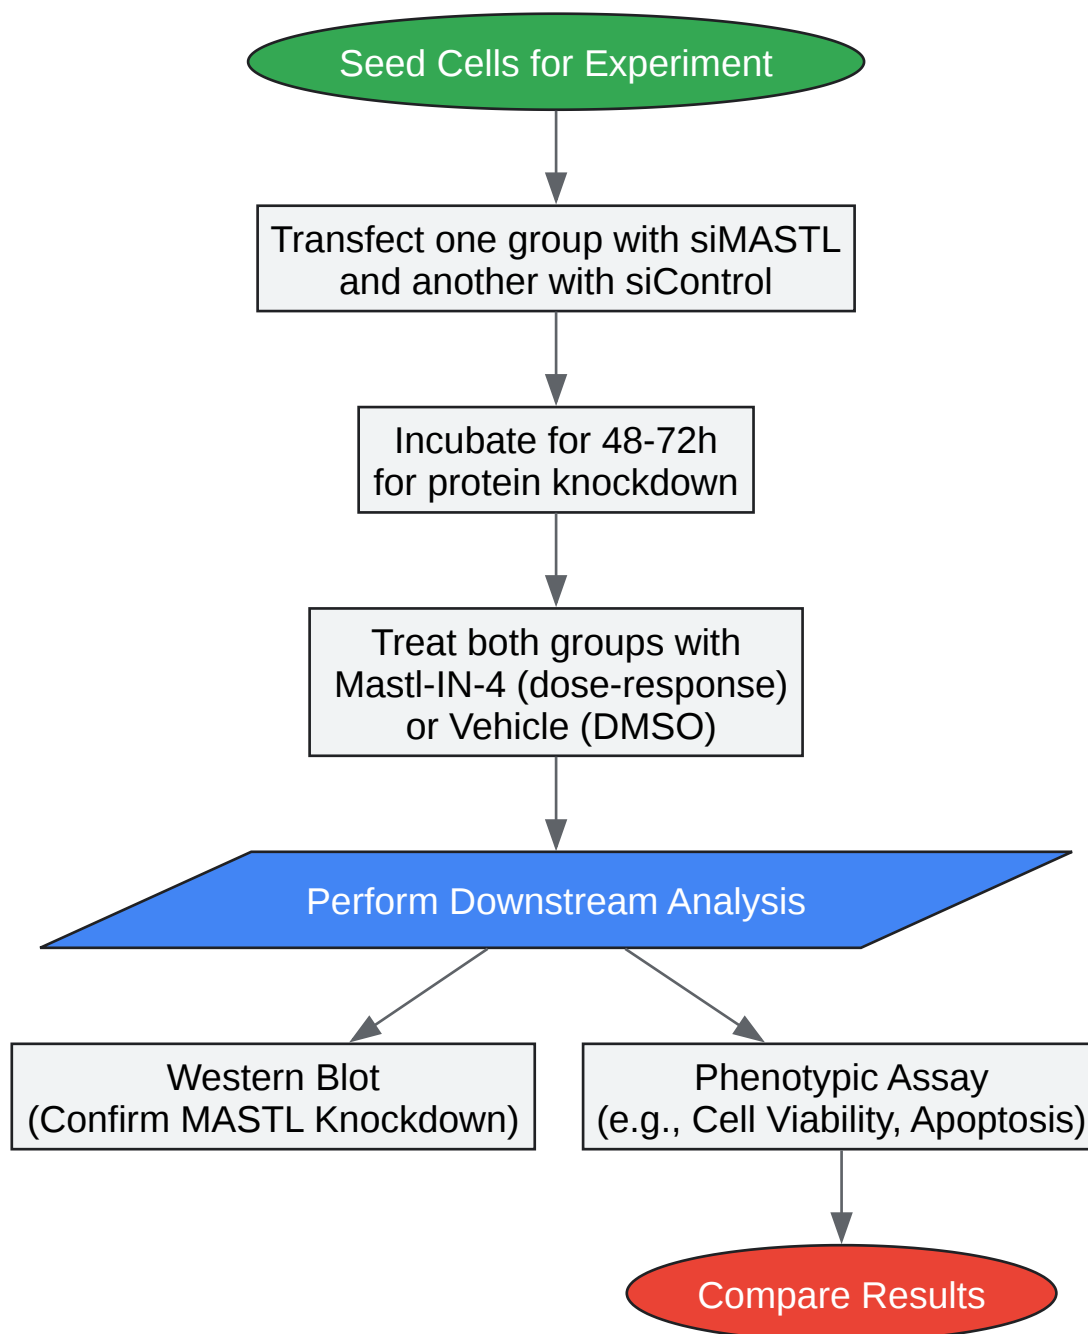 Seed Cells for Experiment
Transfect one group with siMASTL
and another with siControl
Incubate for 48-72h
for protein knockdown
Treat both groups with
Mastl-IN-4 (dose-response)
or Vehicle (DMSO)
Perform Downstream Analysis
Western Blot
(Confirm MASTL Knockdown)
Phenotypic Assay
(e.g., Cell Viability, Apoptosis)
Compare Results